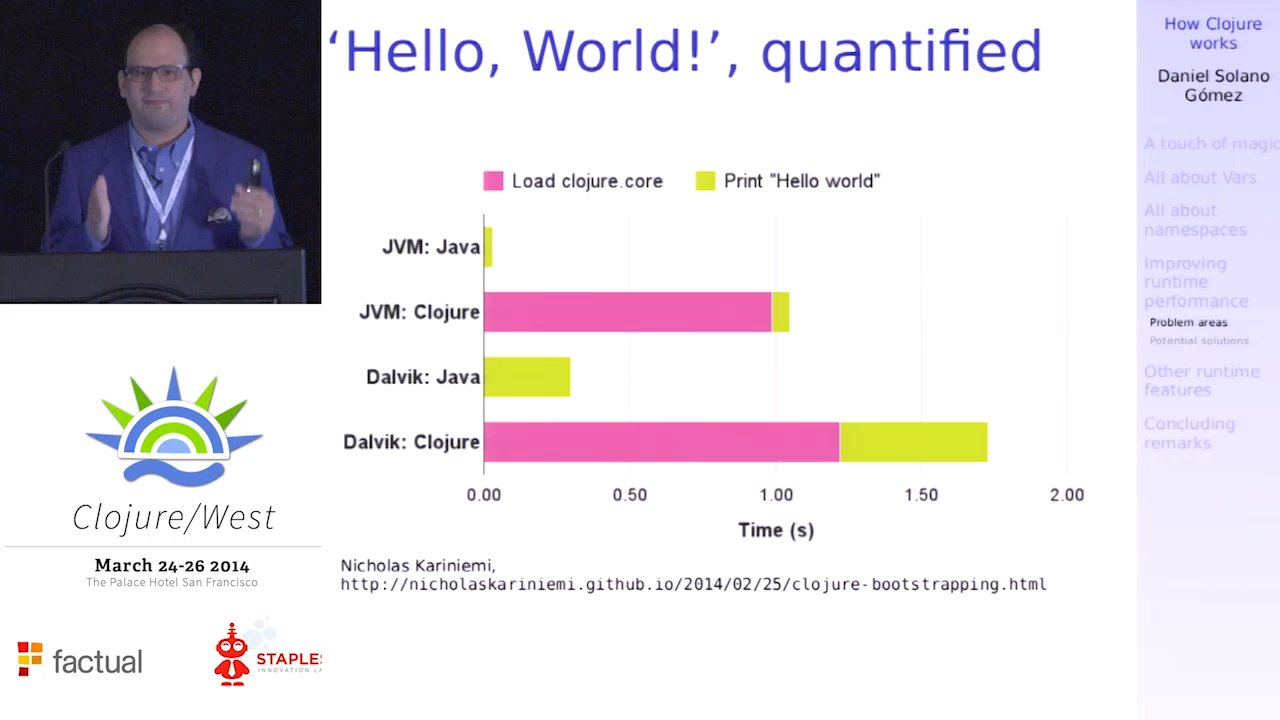 'Hello, World!', quantified
Load clojure.core
Print "Hello world"
JVM: Java
JVM: Clojure
Dalvik: Java
Dalvik: Clojure
0.00 0.50 1.00 1.50 2.00
Time (s)
Nicholas Kariniemi,
http://nicholaskariniemi.github.io/2014/02/25/clojure-bootstrapping.html
How Clojure
works
Daniel Solano
Gómez
A touch of magic
All about Vars
All about
namespaces
Improving
runtime
performance
Problem areas
Potential solutions
Other runtime
features
Concluding
remarks
Clojure/West
March 24-26 2014
The Palace Hotel San Francisco
factual
STAPLES
INNOVATION LA